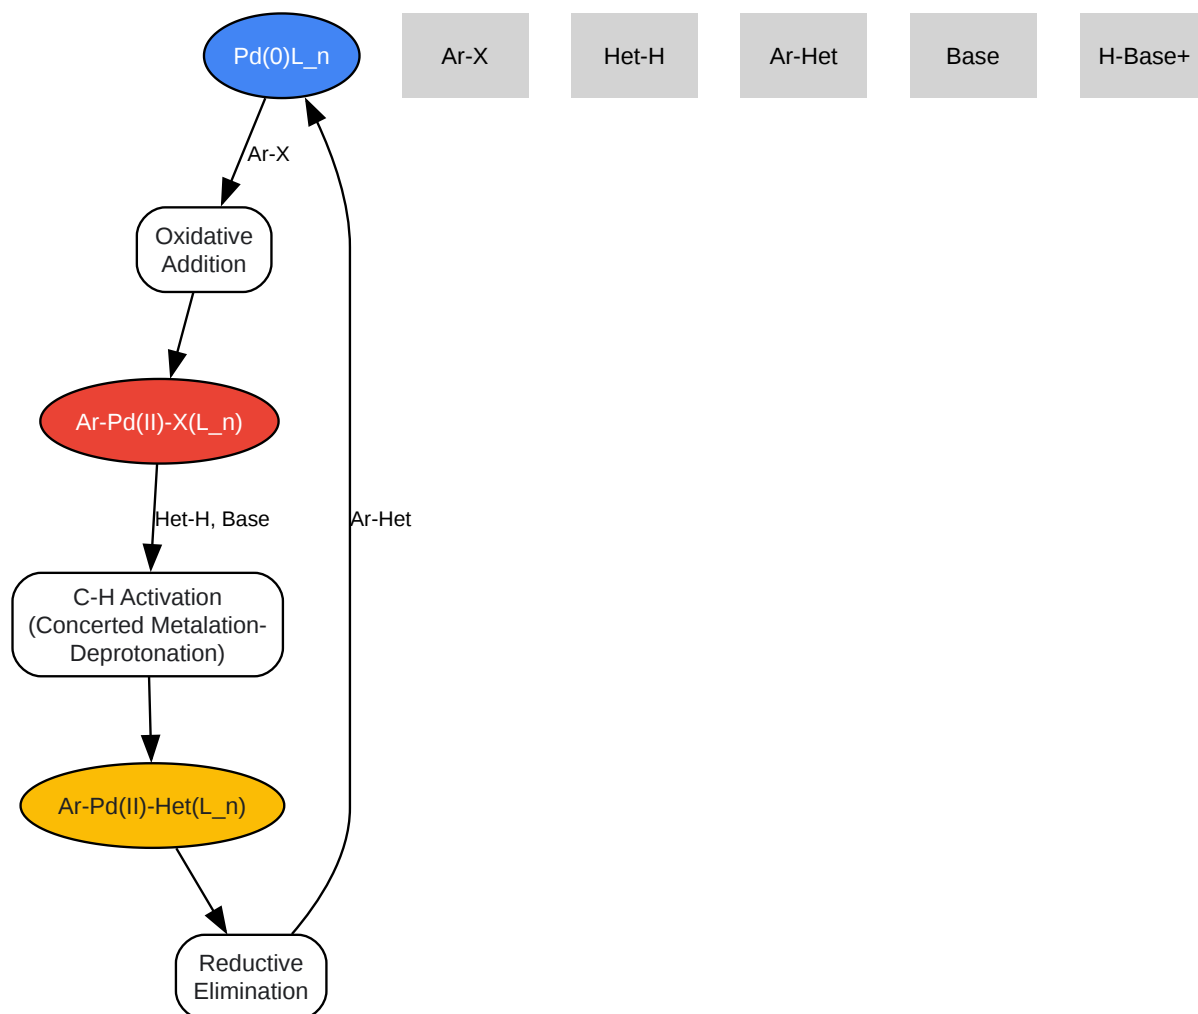 Pd(0)L_n
Ar-X
Het-H
Ar-Het
Base
H-Base+
Ar-X
Oxidative
Addition
Ar-Pd(II)-X(L_n)
Het-H, Base
Ar-Het
C-H Activation
(Concerted Metalation-
Deprotonation)
Ar-Pd(II)-Het(L_n)
Reductive
Elimination